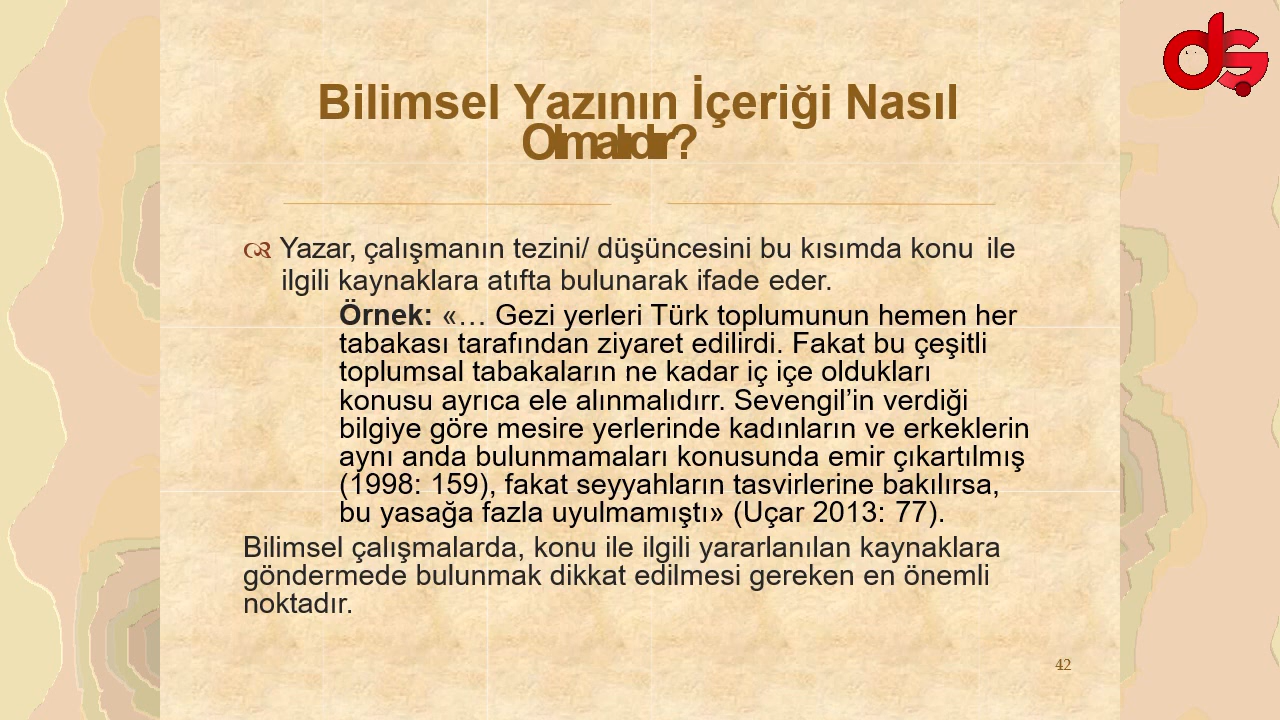 Bilimsel Yazının İçeriği Nasıl
Olmalıdır?
Yazar, çalışmanın tezini/ düşüncesini bu kısımda konu ile
ilgili kaynaklara atıfta bulunarak ifade eder.
Örnek: «… Gezi yerleri Türk toplumunun hemen her
tabakası tarafından ziyaret edilirdi. Fakat bu çeşitli
toplumsal tabakaların ne kadar iç içe oldukları
konusu ayrıca ele alınmalıdırr. Sevengil’in verdiği
bilgiye göre mesire yerlerinde kadınların ve erkeklerin
aynı anda bulunmamaları konusunda emir çıkartılmış
(1998: 159), fakat seyyahların tasvirlerine bakılırsa,
bu yasağa fazla uyulmamıştı» (Uçar 2013: 77).
Bilimsel çalışmalarda, konu ile ilgili yararlanılan kaynaklara
göndermede bulunmak dikkat edilmesi gereken en önemli
noktadır.
42